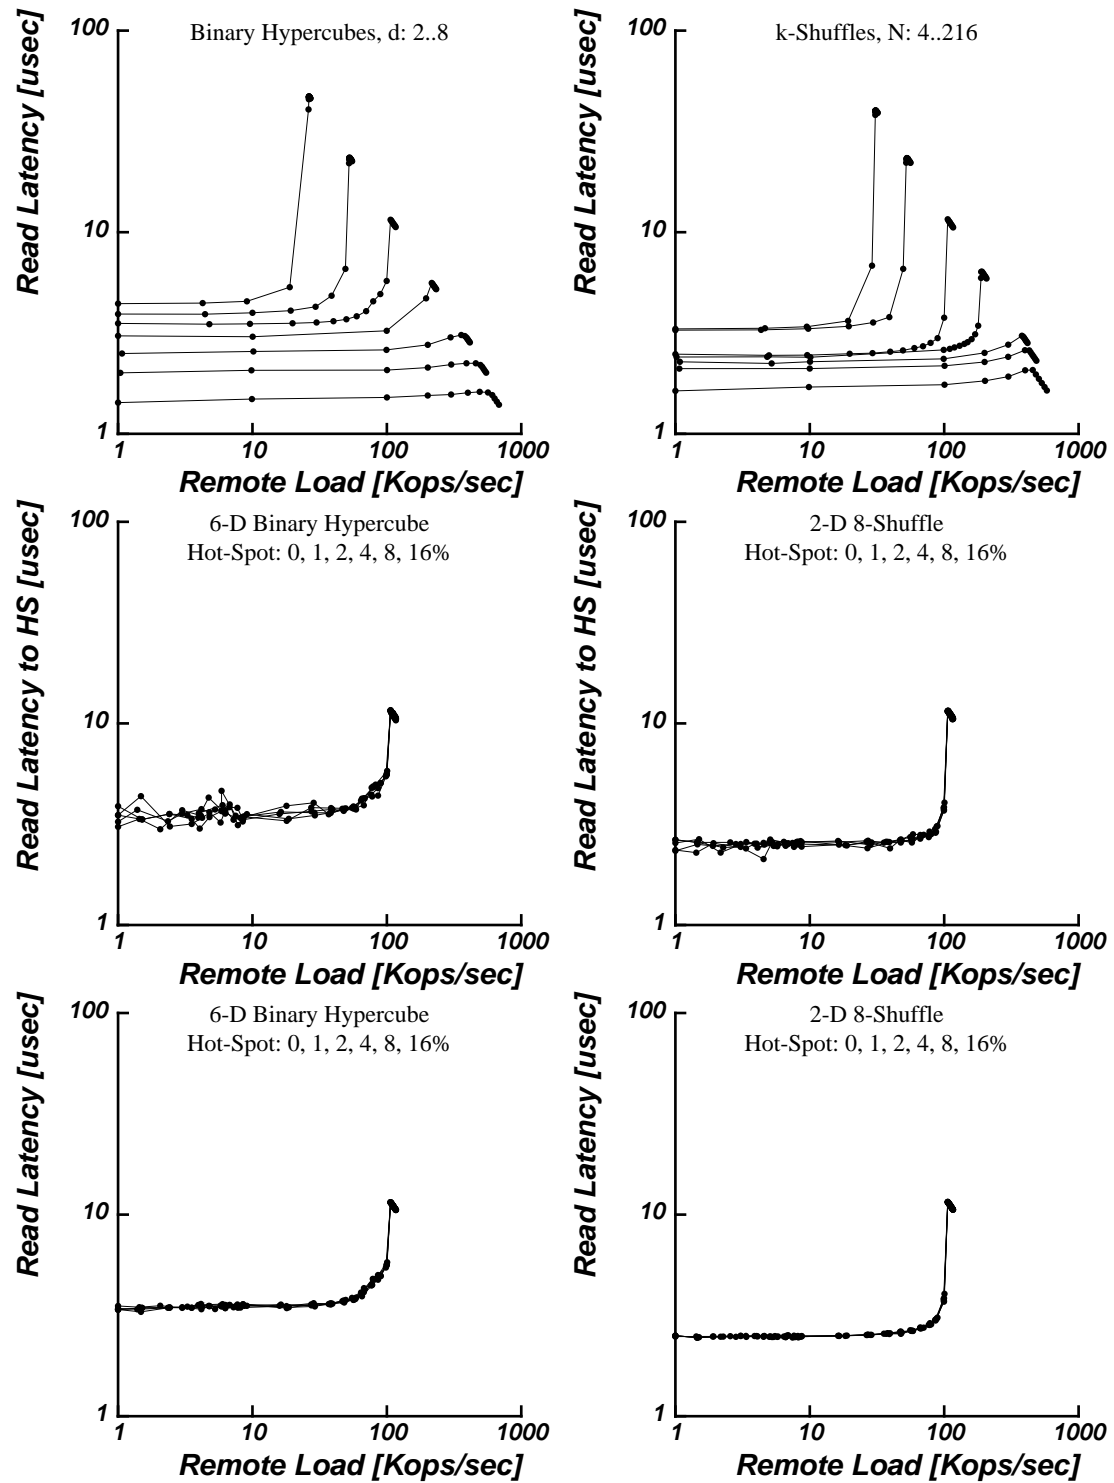 Binary Hypercubes, d: 2..8
Read Latency [usec]
100
10
1
1 10 100 1000
Remote Load [Kops/sec]
k-Shuffles, N: 4..216
Read Latency [usec]
100
10
1
1 10 100 1000
Remote Load [Kops/sec]
6-D Binary Hypercube
Hot-Spot: 0, 1, 2, 4, 8, 16%
Read Latency to HS [usec]
100
10
1
1 10 100 1000
Remote Load [Kops/sec]
2-D 8-Shuffle
Hot-Spot: 0, 1, 2, 4, 8, 16%
Read Latency to HS [usec]
100
10
1
1 10 100 1000
Remote Load [Kops/sec]
6-D Binary Hypercube
Hot-Spot: 0, 1, 2, 4, 8, 16%
Read Latency [usec]
100
10
1
1 10 100 1000
Remote Load [Kops/sec]
2-D 8-Shuffle
Hot-Spot: 0, 1, 2, 4, 8, 16%
Read Latency [usec]
100
10
1
1 10 100 1000
Remote Load [Kops/sec]